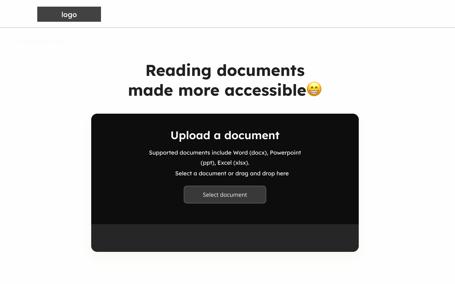 logo
Reading documents
made more accessible😁
Upload a document
Supported documents include Word (docx), Powerpoint
(ppt), Excel (xlsx).
Select a document or drag and drop here
Select document